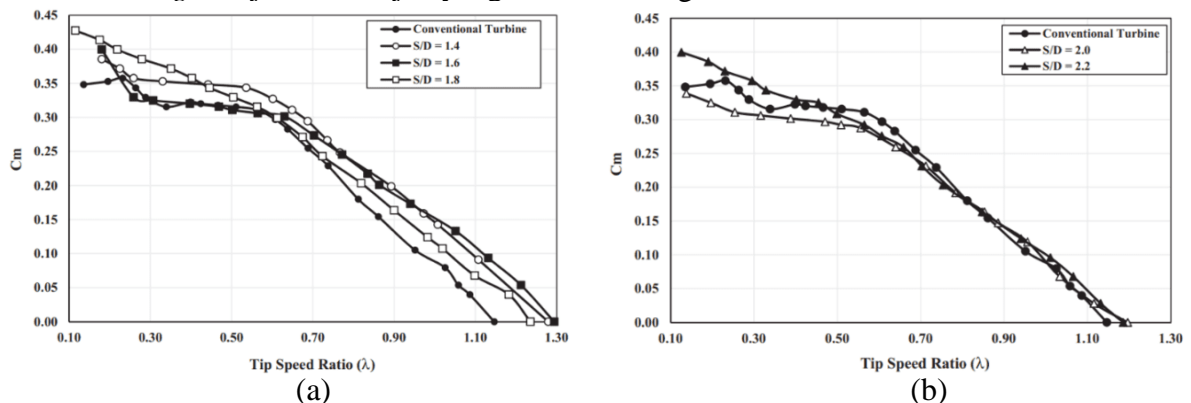 0.45
0.40
0.35
0.30
0.25
0.20
0.15
0.10
0.05
0.00
Cm
Conventional Turbine
S/D = 1.4
S/D = 1.6
S/D = 1.8
0.10 0.30 0.50 0.70 0.90 1.10 1.30
Tip Speed Ratio (λ)
(a)
0.45
0.40
0.35
0.30
0.25
0.20
0.15
0.10
0.05
0.00
Cm
Conventional Turbine
S/D = 2.0
S/D = 2.2
0.10 0.30 0.50 0.70 0.90 1.10 1.30
Tip Speed Ratio (λ)
(b)